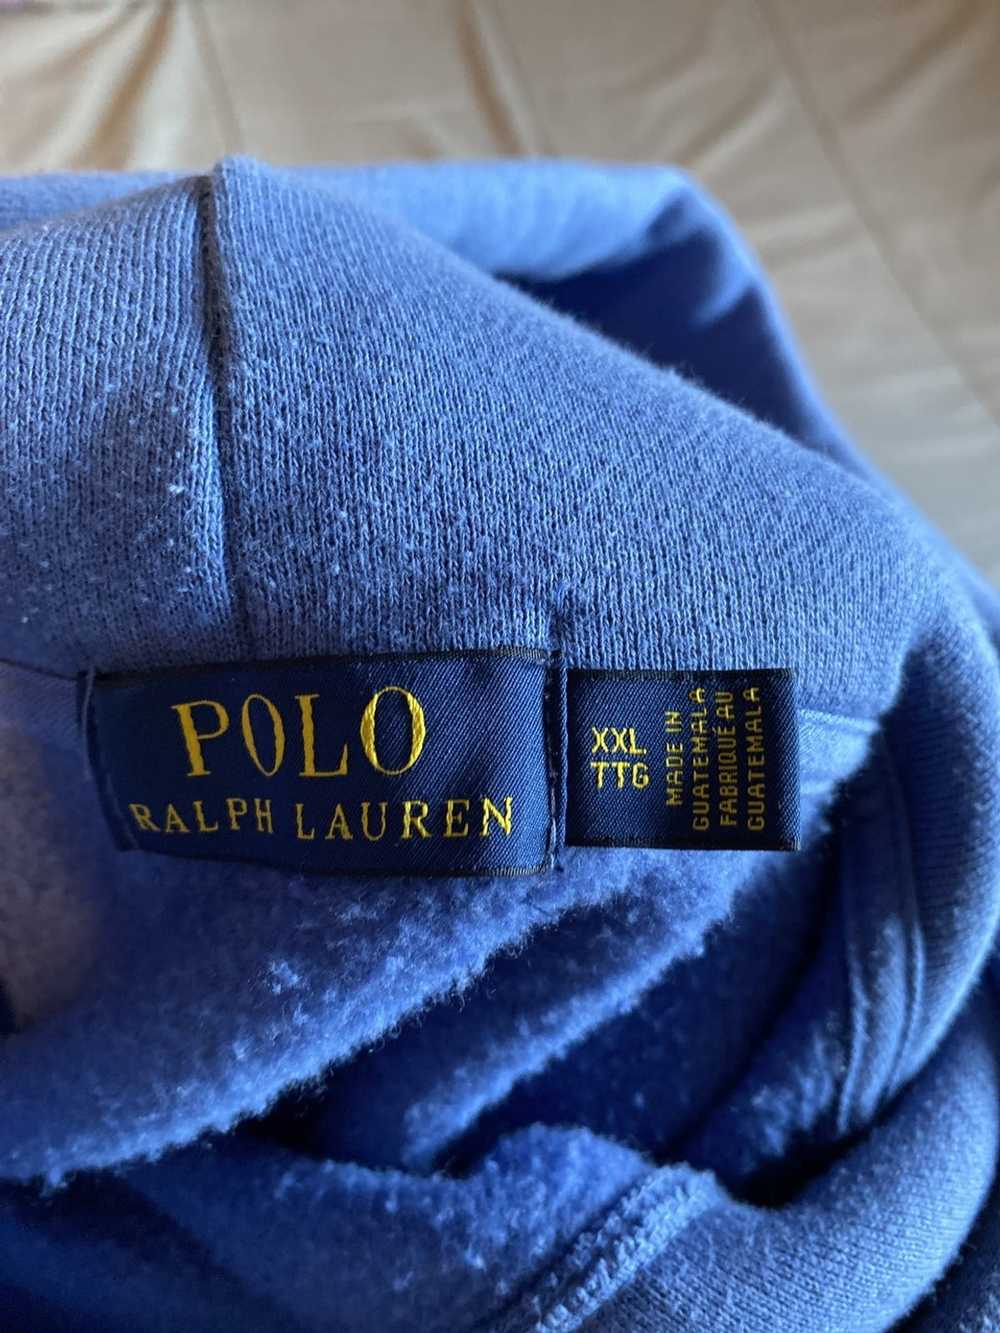 POLO
RALPH LAUREN
XXL
TTG
MADE IN
GUATEMALA
FABRIQUÉ AU
GUATEMALA